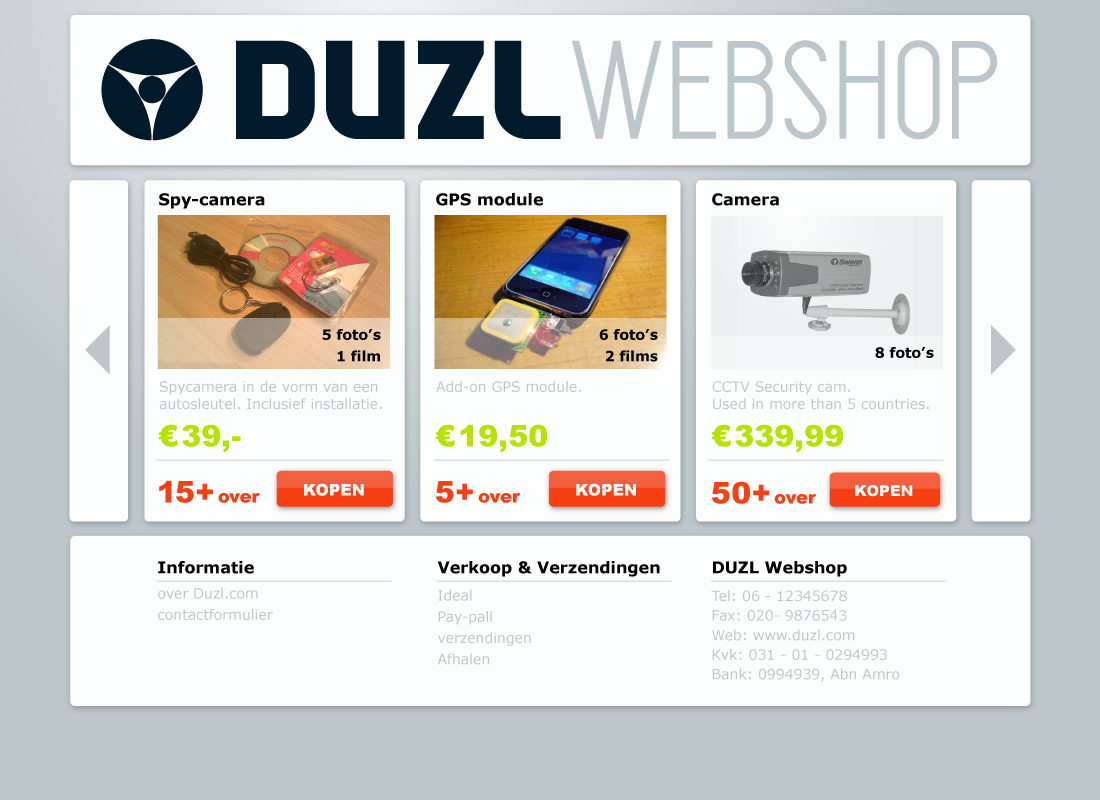 DUZL WEBSHOP
Spy-camera
Driver
5 foto's
1 film
Spycamera in de vorm van een
autosleutel. Inclusief installatie.
€39,-
15+ over
KOPEN
GPS module
6 foto's
2 films
Add-on GPS module.
€19,50
5+ over
KOPEN
Camera
Swann
8 foto's
CCTV Security cam.
Used in more than 5 countries.
€339,99
50+ over
KOPEN
Informatie
over Duzl.com
contactformulier
Verkoop & Verzendingen
Ideal
Pay-pall
verzendingen
Afhalen
DUZL Webshop
Tel: 06 - 12345678
Fax: 020- 9876543
Web: www.duzl.com
Kvk: 031 - 01 - 0294993
Bank: 0994939, Abn Amro